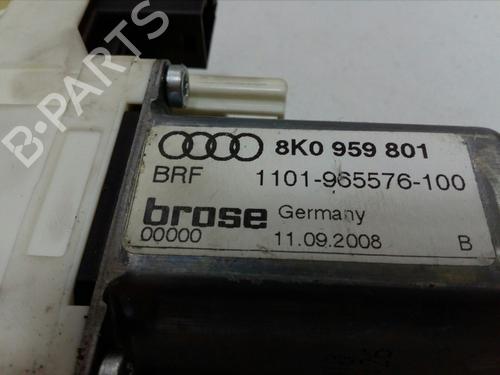 B-PARTS
8K0 959 801
BRF 1101-965576-100
brose Germany
00000 11.09.2008 B